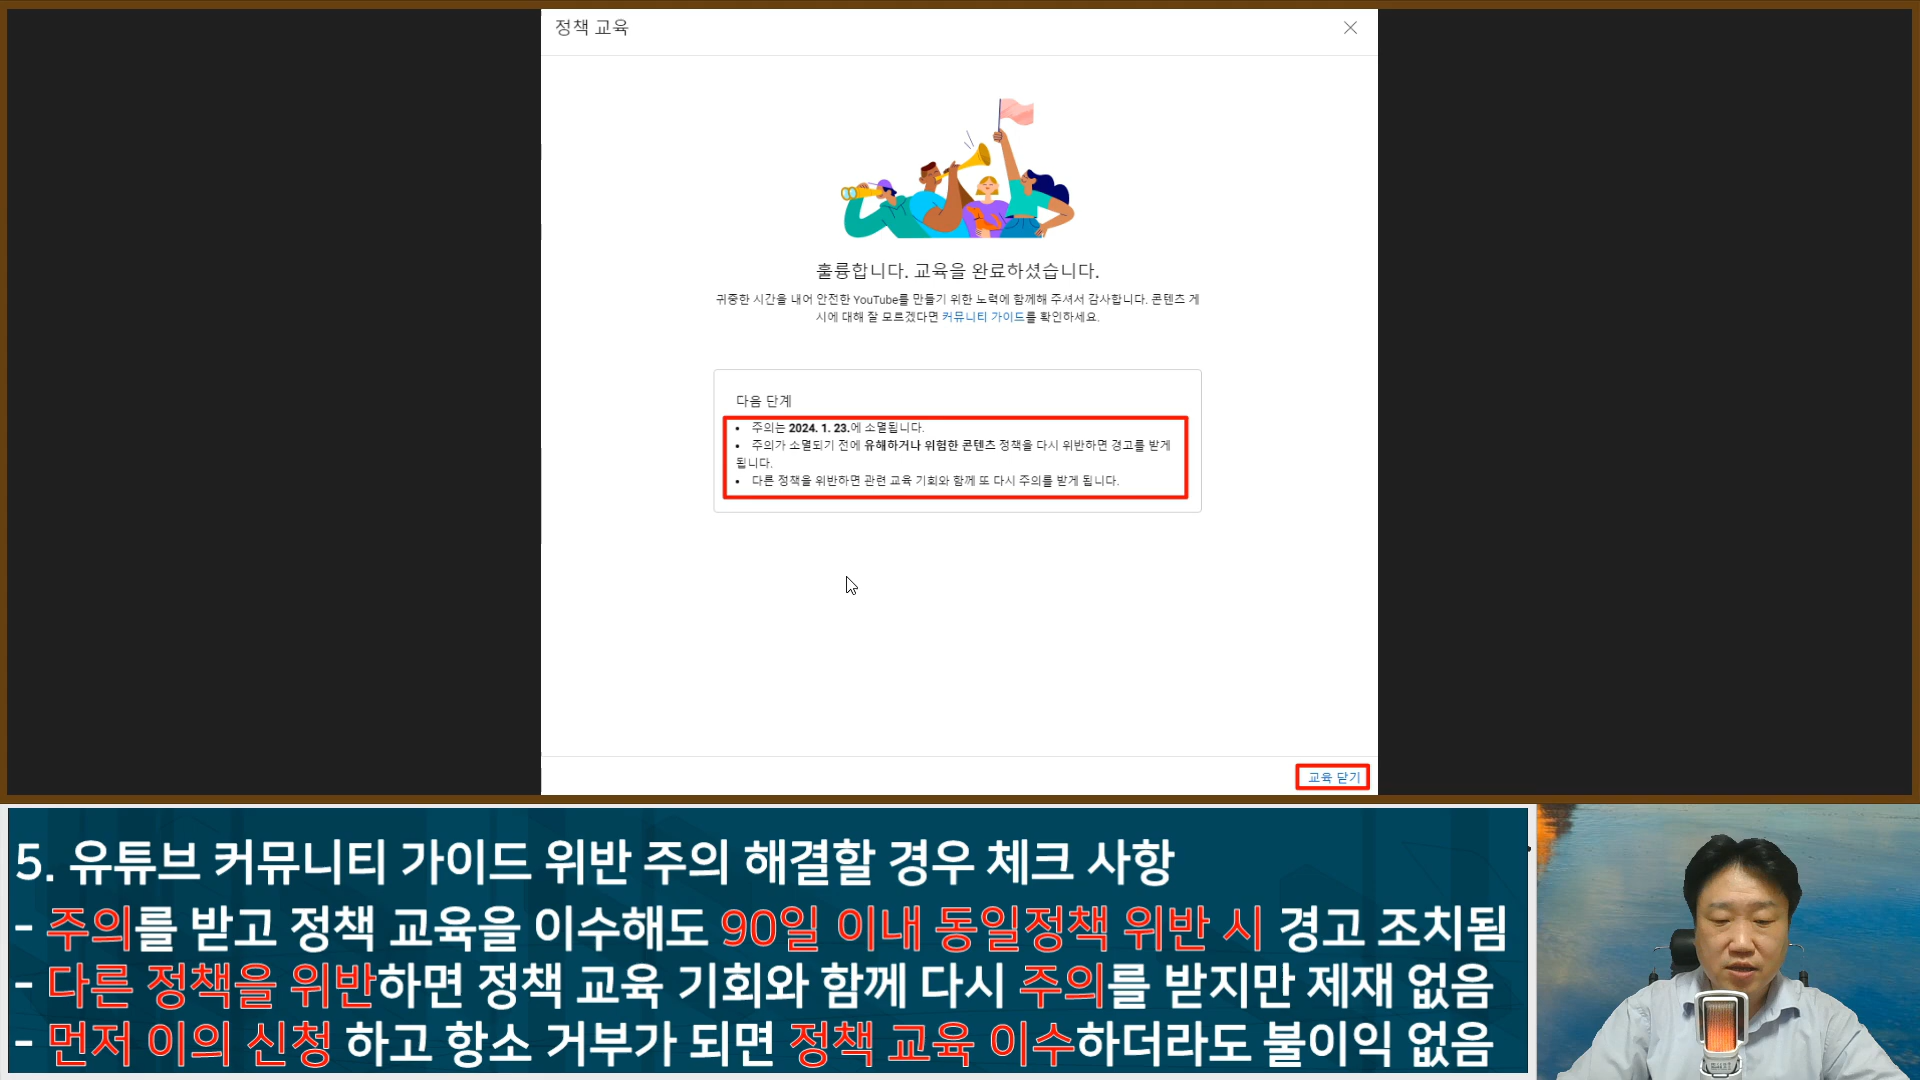 정책 교육
훌륭합니다. 교육을 완료하셨습니다.
귀중한 시간을 내어 안전한 YouTube를 만들기 위한 노력에 함께해 주셔서 감사합니다. 콘텐츠 게
시에 대해 잘 모르겠다면 커뮤니티 가이드를 확인하세요.
다음 단계
• 주의는 2024. 1. 23.에 소멸됩니다.
• 주의가 소멸되기 전에 유해하거나 위험한 콘텐츠 정책을 다시 위반하면 경고를 받게
됩니다.
• 다른 정책을 위반하면 관련 교육 기회와 함께 또 다시 주의를 받게 됩니다.
교육 닫기
5. 유튜브 커뮤니티 가이드 위반 주의 해결할 경우 체크 사항
- 주의를 받고 정책 교육을 이수해도 90일 이내 동일정책 위반 시 경고 조치됨
- 다른 정책을 위반하면 정책 교육 기회와 함께 다시 주의를 받지만 제재 없음
- 먼저 이의 신청 하고 항소 거부가 되면 정책 교육 이수하더라도 불이익 없음